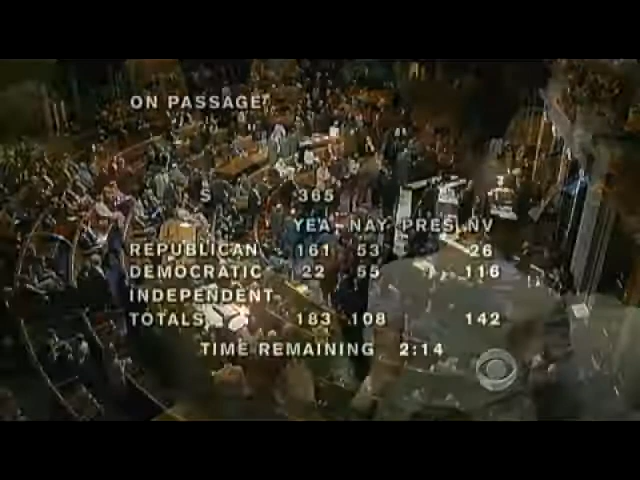 ON PASSAGE
S 365
YEA NAY PRES NV
REPUBLICAN 161 53 26
DEMOCRATIC 22 55 116
INDEPENDENT
TOTALS 183 108 142
TIME REMAINING 2:14